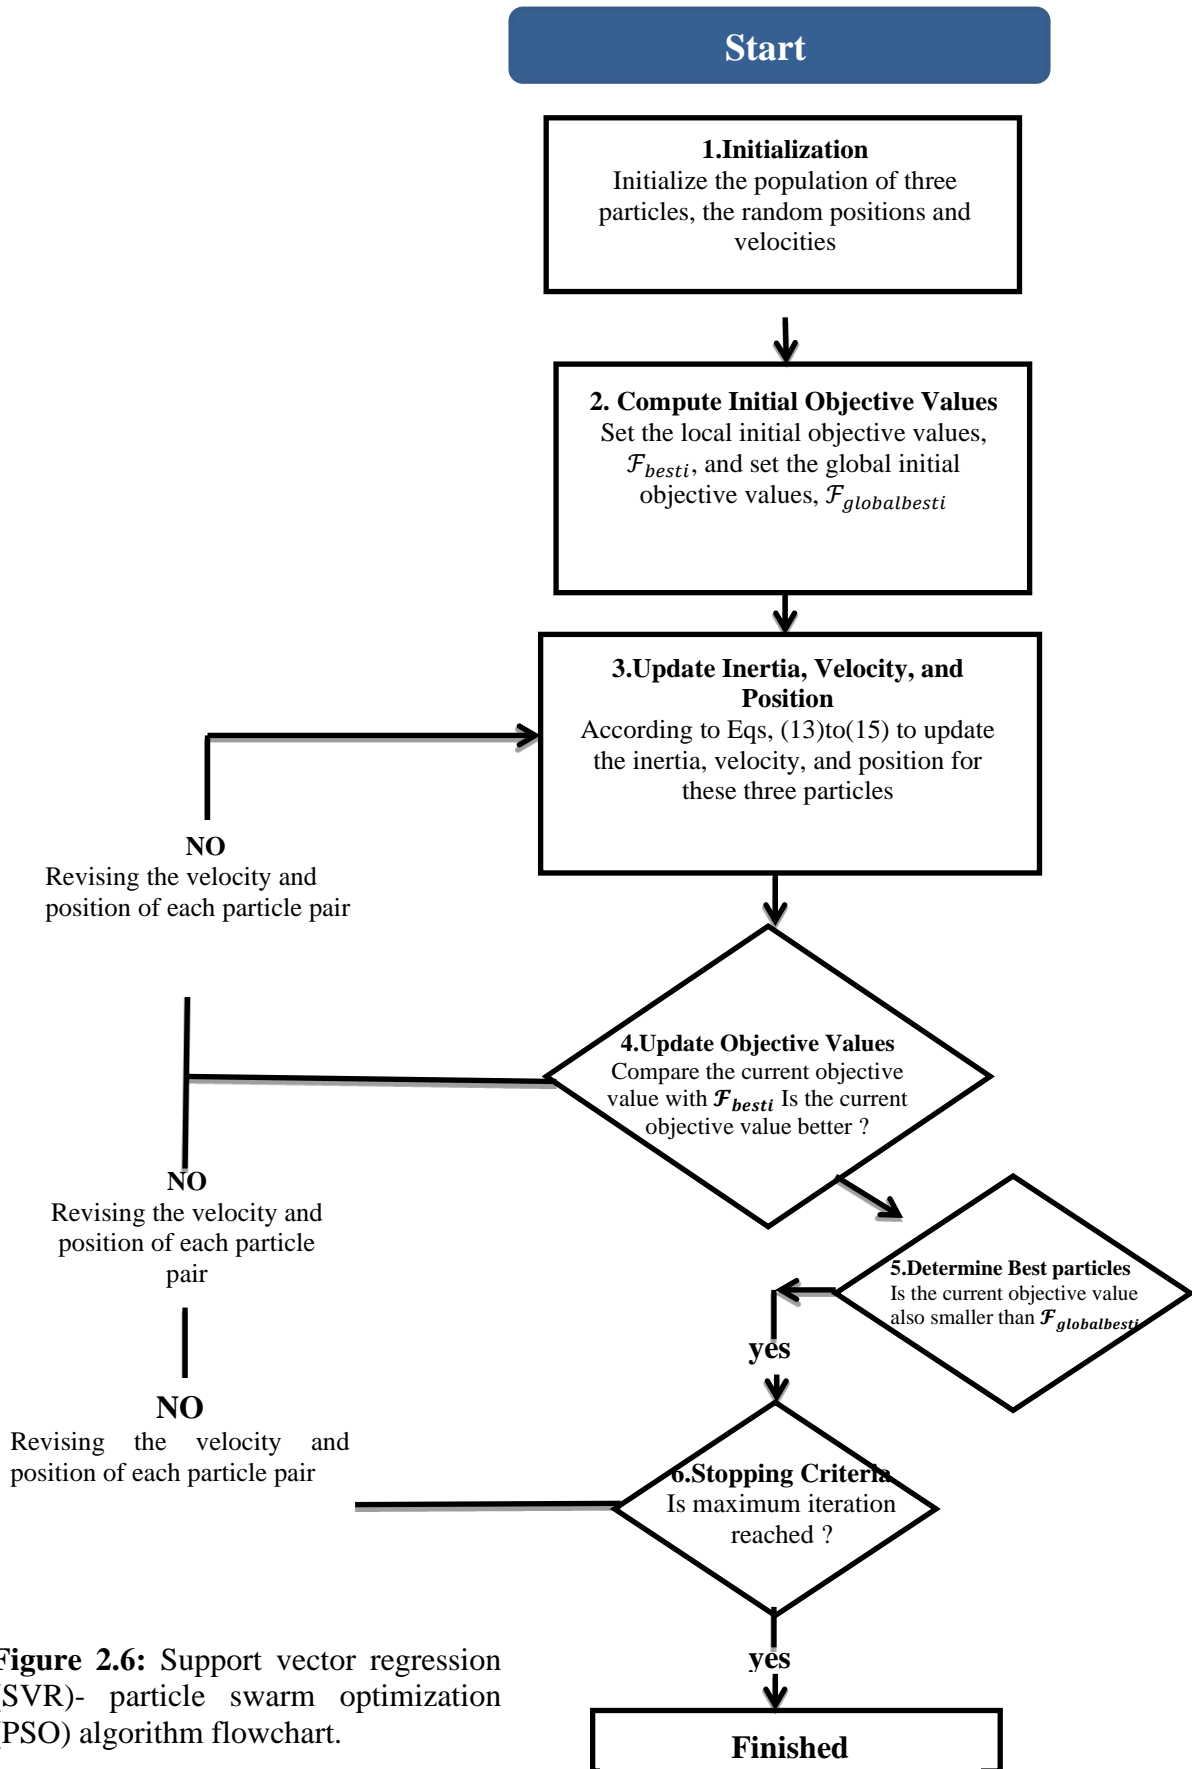 Start
1.Initialization
Initialize the population of three
particles, the random positions and
velocities
2. Compute Initial Objective Values
Set the local initial objective values,
ℱbesti, and set the global initial
objective values, ℱglobalbesti
3.Update Inertia, Velocity, and
Position
According to Eqs, (13)to(15) to update
the inertia, velocity, and position for
these three particles
NO
Revising the velocity and
position of each particle pair
4.Update Objective Values
Compare the current objective
value with ℱbesti Is the current
objective value better ?
NO
Revising the velocity and
position of each particle
pair
5.Determine Best particles
Is the current objective value
also smaller than ℱglobalbesti
yes
NO
Revising the velocity and
position of each particle pair
6.Stopping Criteria
Is maximum iteration
reached ?
yes
Figure 2.6: Support vector regression
(SVR)- particle swarm optimization
(PSO) algorithm flowchart.
Finished